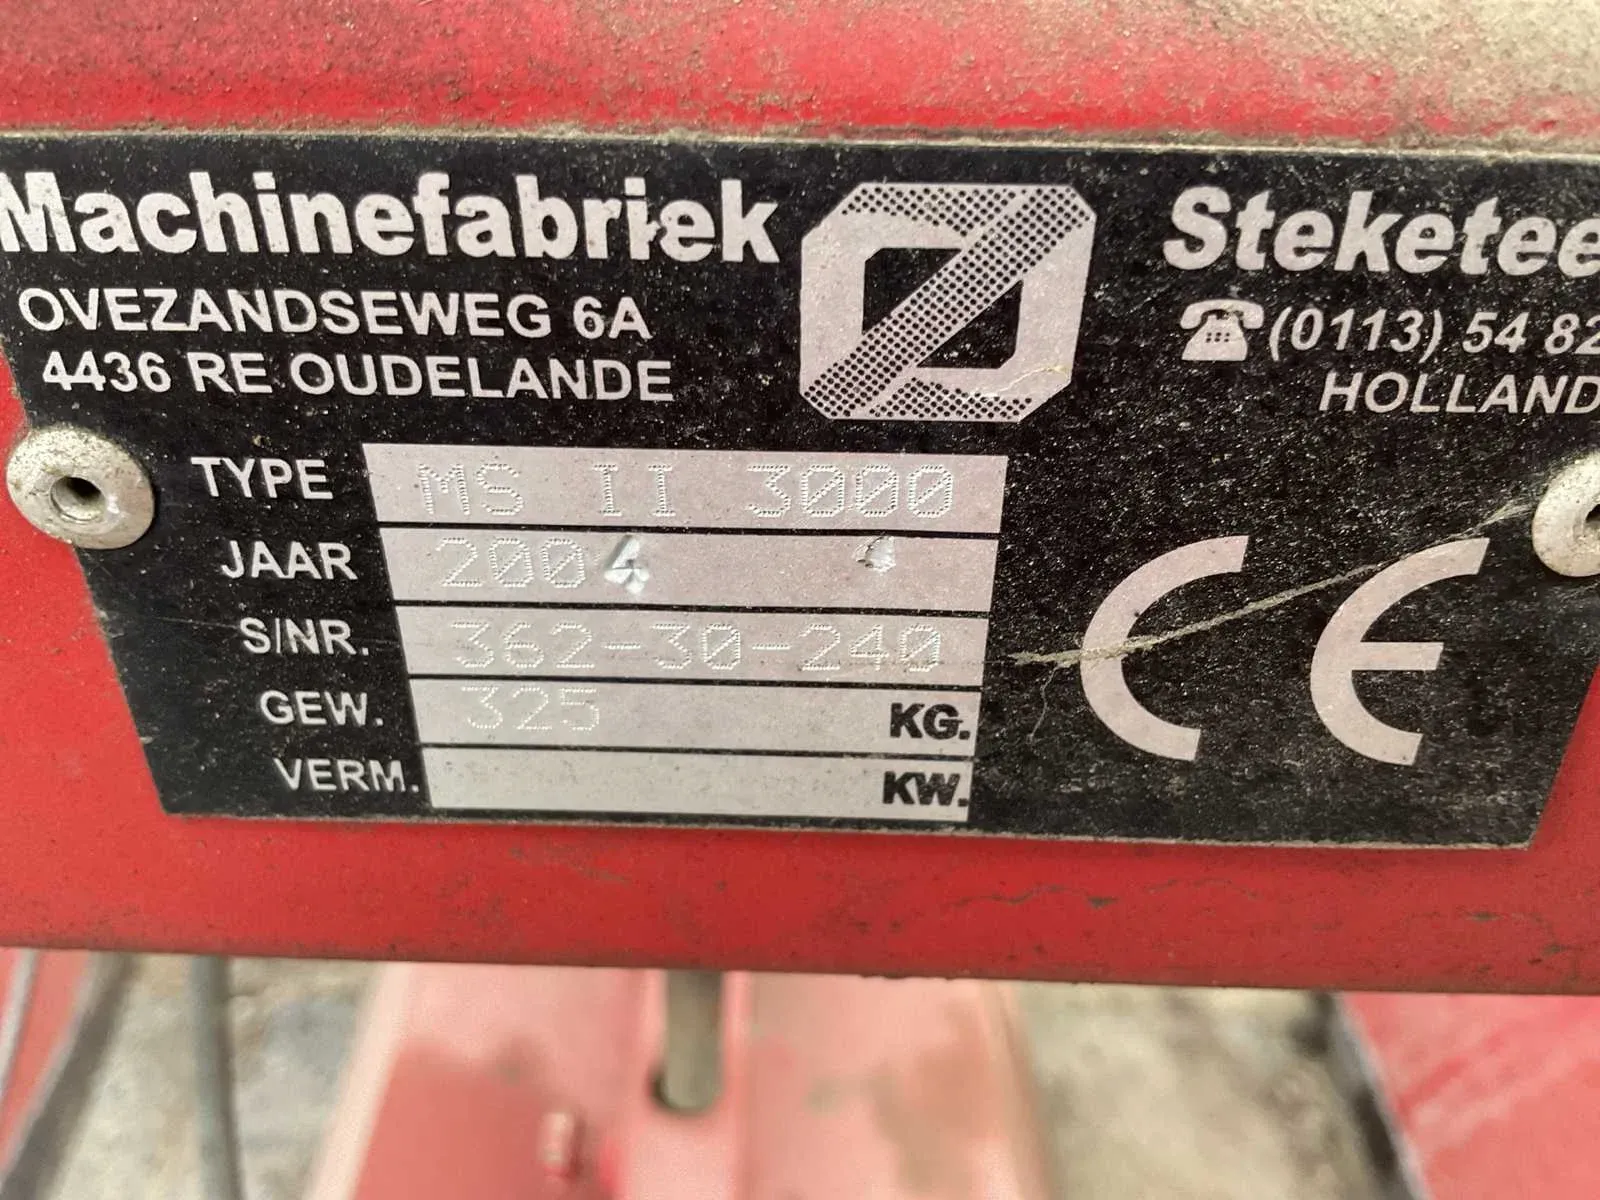 Machinefabriek Steketee
OVEZANDSEWEG 6A
(0113) 54 82
4436 RE OUDELANDE
HOLLAND
TYPE MS II 3000
JAAR 2004
S/NR. 362-30-240
GEW. 325 KG.
VERM. KW.
CE